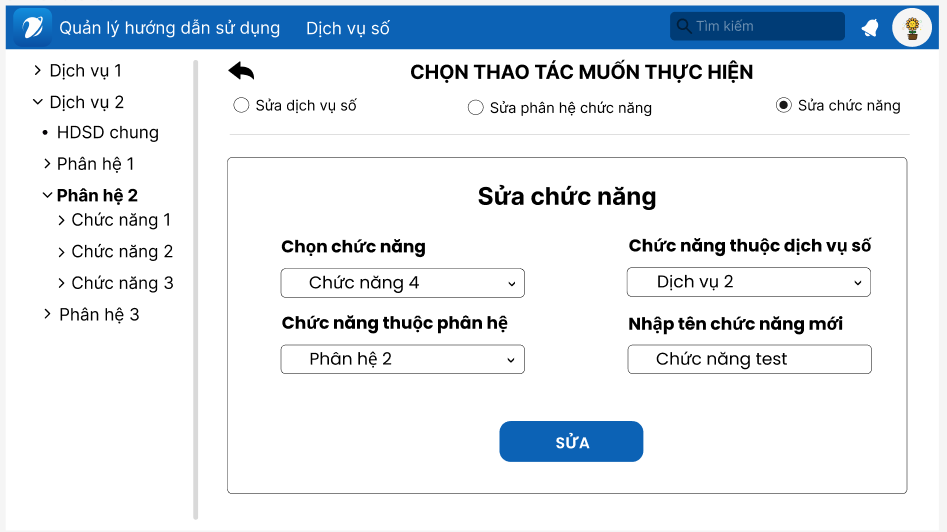 Quản lý hướng dẫn sử dụng Dịch vụ số Tìm kiếm
Dịch vụ 1
Dịch vụ 2
HDSD chung
Phân hệ 1
Phân hệ 2
Chức năng 1
Chức năng 2
Chức năng 3
Phân hệ 3
CHỌN THAO TÁC MUỐN THỰC HIỆN
Sửa dịch vụ số Sửa phân hệ chức năng Sửa chức năng
Sửa chức năng
Chọn chức năng Chức năng thuộc dịch vụ số
Chức năng 4 Dịch vụ 2
Chức năng thuộc phân hệ Nhập tên chức năng mới
Phân hệ 2 Chức năng test
SỬA